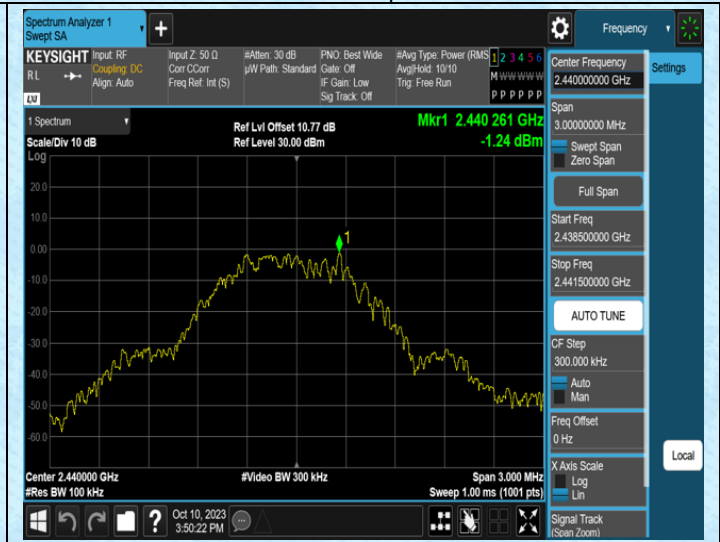 Spectrum Analyzer 1
Swept SA
+
Frequency
KEYSIGHT
RL
LXI
Input: RF
Coupling: DC
Align: Auto
Input Z: 50 Ω
Corr CCorr
Freq Ref: Int (S)
#Atten: 30 dB
µW Path: Standard
PNO: Best Wide
Gate: Off
IF Gain: Low
Sig Track: Off
#Avg Type: Power (RMS
Avg|Hold: 10/10
Trig: Free Run
1 2 3 4 5 6
M W W W W W
P P P P P P
1 Spectrum
Scale/Div 10 dB
Log
Ref Lvl Offset 10.77 dB
Ref Level 30.00 dBm
Mkr1 2.440 261 GHz
-1.24 dBm
20.0
10.0
0.00
-10.0
-20.0
-30.0
-40.0
-50.0
-60.0
1
Center 2.440000 GHz
#Res BW 100 kHz
#Video BW 300 kHz
Span 3.000 MHz
Sweep 1.00 ms (1001 pts)
?
Oct 10, 2023
3:50:22 PM
Center Frequency
2.440000000 GHz
Span
3.00000000 MHz
Swept Span
Zero Span
Full Span
Start Freq
2.438500000 GHz
Stop Freq
2.441500000 GHz
AUTO TUNE
CF Step
300.000 kHz
Auto
Man
Freq Offset
0 Hz
X Axis Scale
Log
Lin
Signal Track
(Span Zoom)
Settings
Local